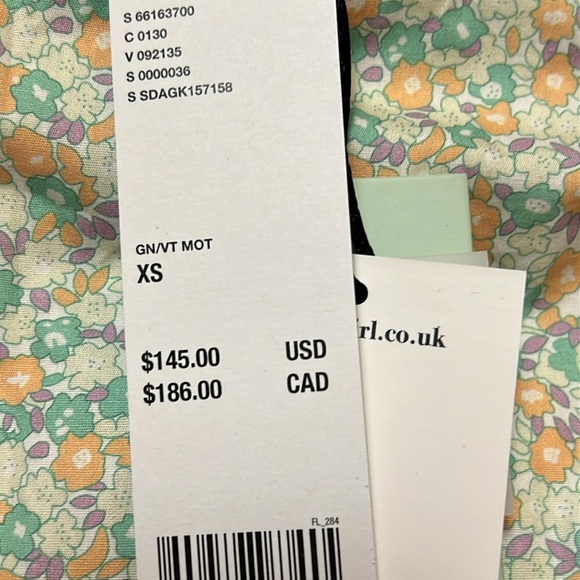 S 66163700
C 0130
V 092135
S 0000036
S SDAGK157158
GN/VT MOT
XS
$145.00 USD
$186.00 CAD
rl.co.uk
FL_284